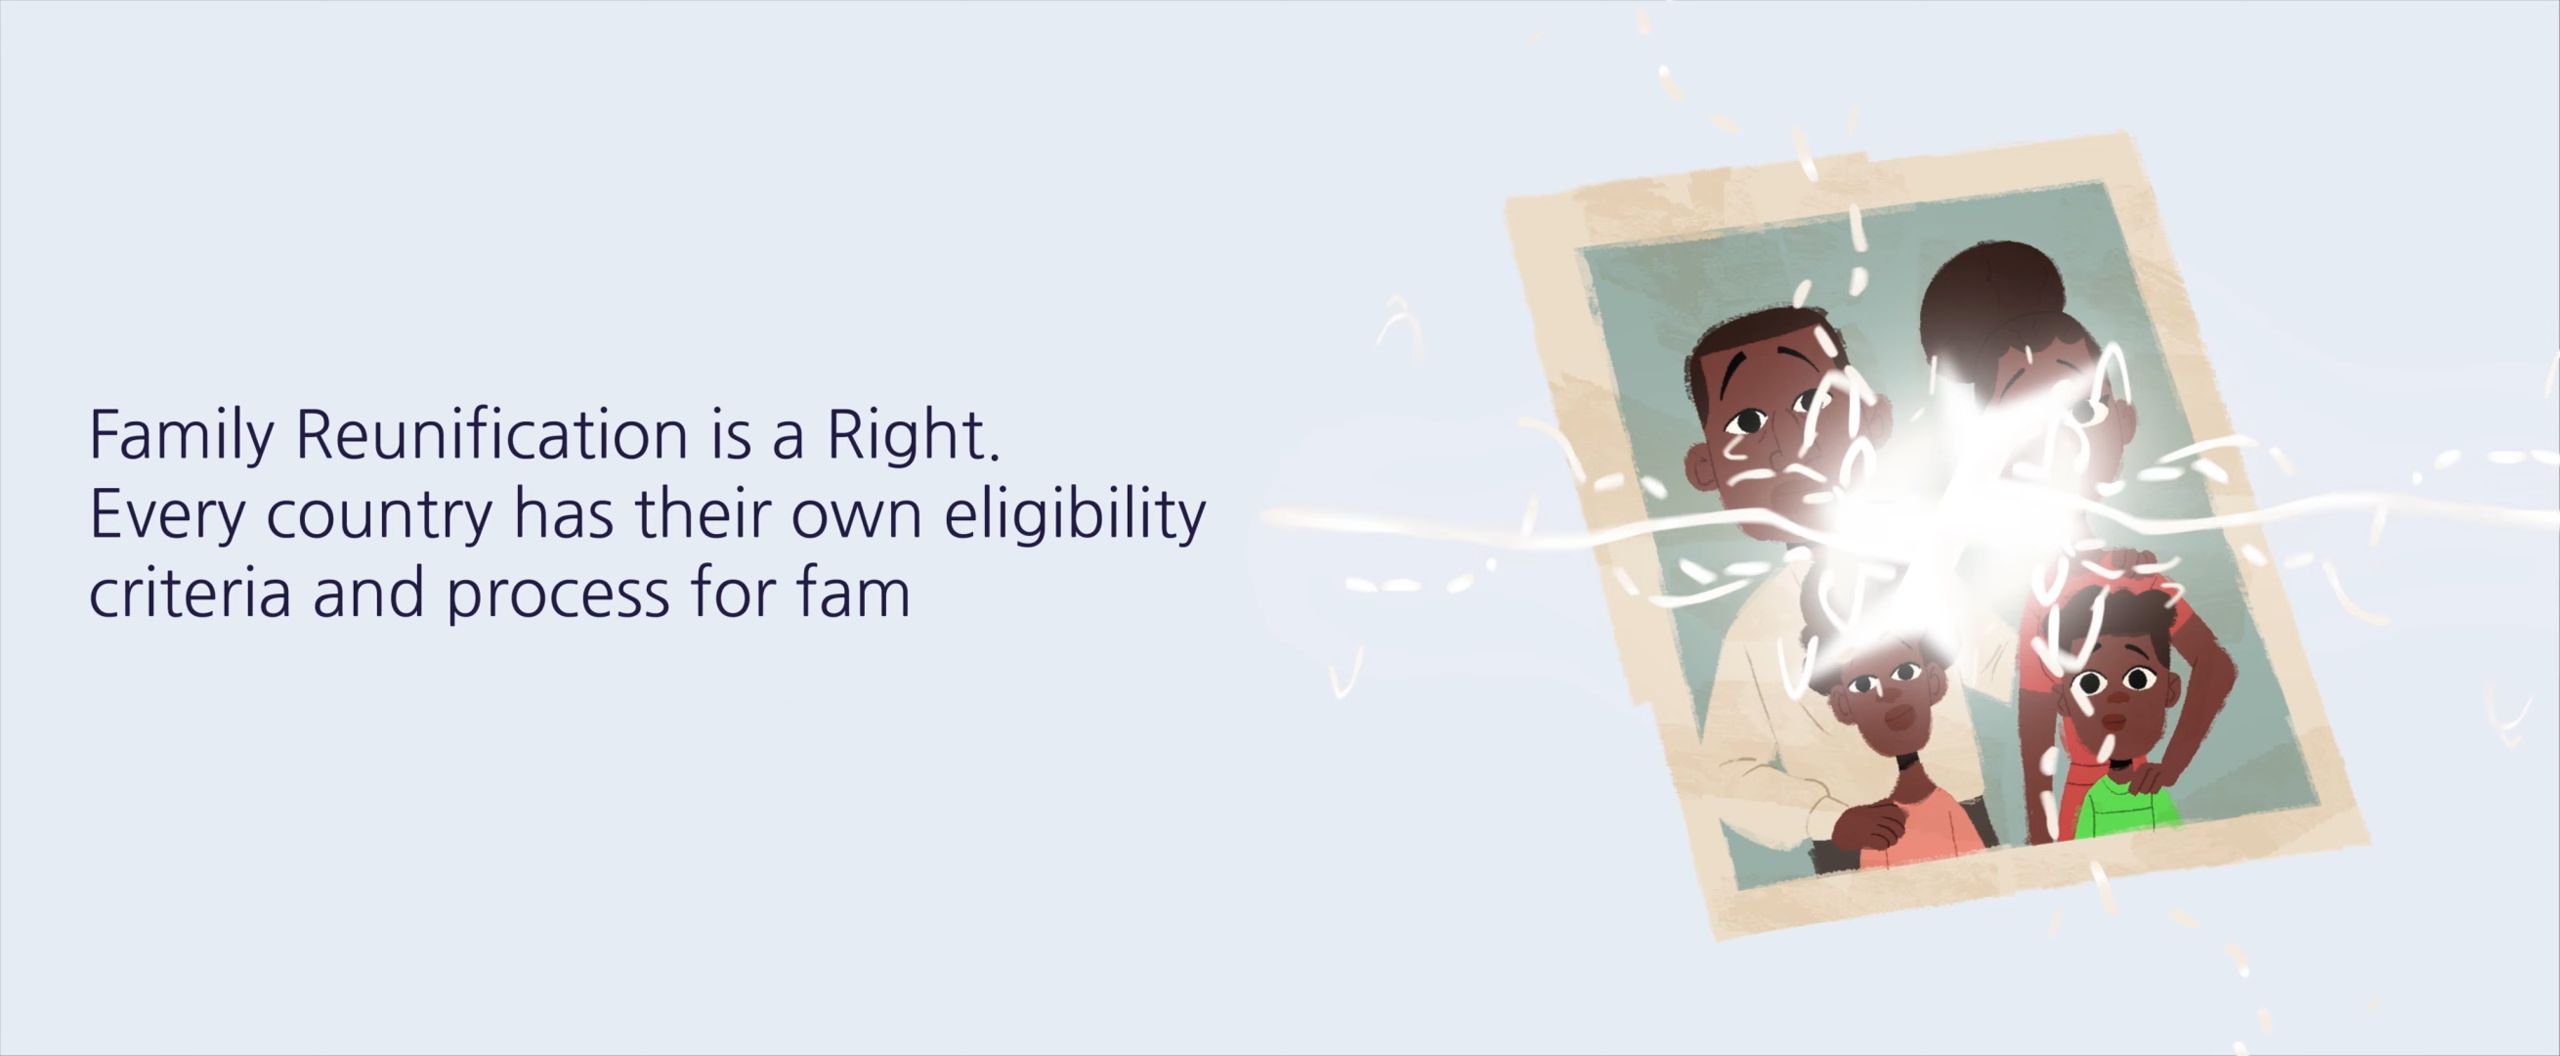 Family Reunification is a Right.
Every country has their own eligibility
criteria and process for fam